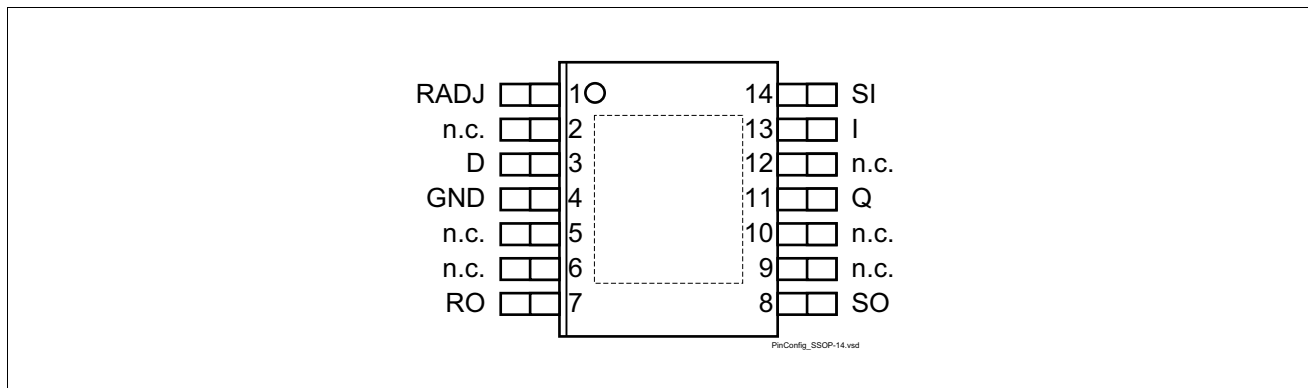 RADJ 1 14 SI
n.c. 2 13 I
D 3 12 n.c.
GND 4 11 Q
n.c. 5 10 n.c.
n.c. 6 9 n.c.
RO 7 8 SO
PinConfig_SSOP-14.vsd